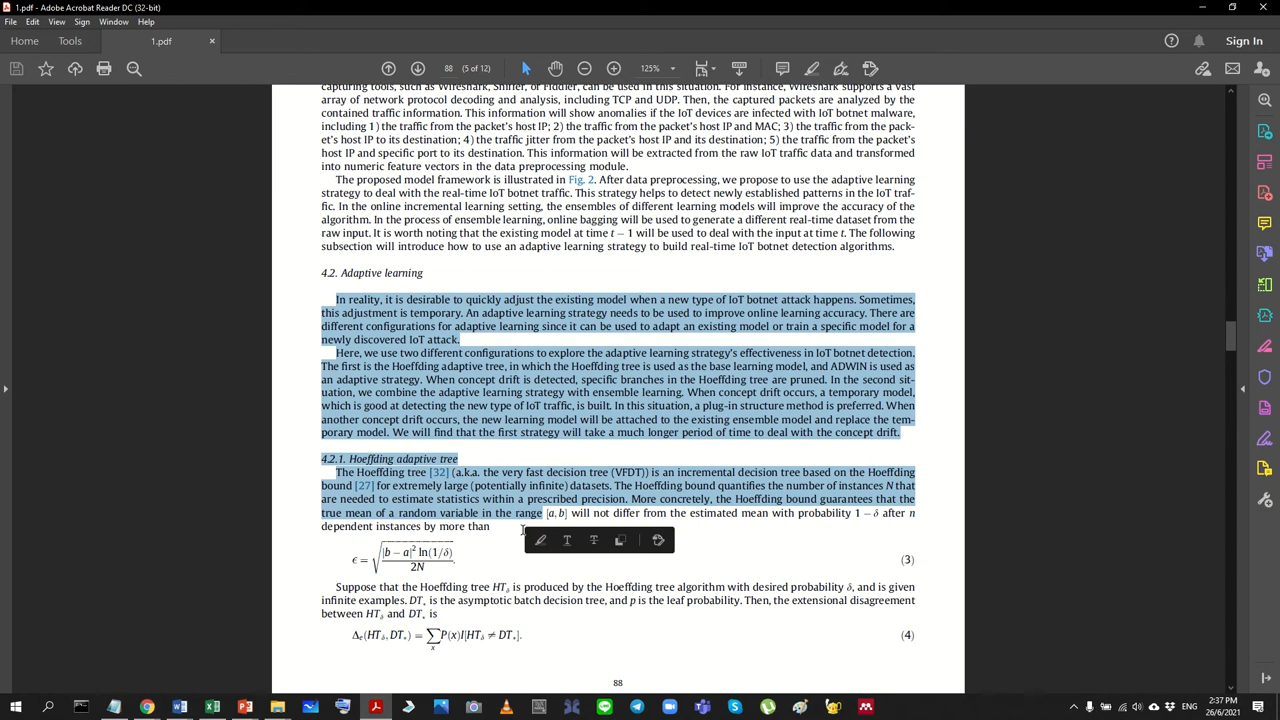 1.pdf - Adobe Acrobat Reader DC (32-bit)
File Edit View Sign Window Help
Home Tools 1.pdf × Sign In
88 (5 of 12) 125%
capturing tools, such as Wireshark, Sniffer, or Fiddler, can be used in this situation. For instance, Wireshark supports a vast
array of network protocol decoding and analysis, including TCP and UDP. Then, the captured packets are analyzed by the
contained traffic information. This information will show anomalies if the IoT devices are infected with IoT botnet malware,
including 1) the traffic from the packet's host IP; 2) the traffic from the packet's host IP and MAC; 3) the traffic from the pack-
et's host IP to its destination; 4) the traffic jitter from the packet's host IP and its destination; 5) the traffic from the packet's
host IP and specific port to its destination. This information will be extracted from the raw IoT traffic data and transformed
into numeric feature vectors in the data preprocessing module.
The proposed model framework is illustrated in Fig. 2. After data preprocessing, we propose to use the adaptive learning
strategy to deal with the real-time IoT botnet traffic. This strategy helps to detect newly established patterns in the IoT traf-
fic. In the online incremental learning setting, the ensembles of different learning models will improve the accuracy of the
algorithm. In the process of ensemble learning, online bagging will be used to generate a different real-time dataset from the
raw input. It is worth noting that the existing model at time t − 1 will be used to deal with the input at time t. The following
subsection will introduce how to use an adaptive learning strategy to build real-time IoT botnet detection algorithms.
4.2. Adaptive learning
In reality, it is desirable to quickly adjust the existing model when a new type of IoT botnet attack happens. Sometimes,
this adjustment is temporary. An adaptive learning strategy needs to be used to improve online learning accuracy. There are
different configurations for adaptive learning since it can be used to adapt an existing model or train a specific model for a
newly discovered IoT attack.
Here, we use two different configurations to explore the adaptive learning strategy's effectiveness in IoT botnet detection.
The first is the Hoeffding adaptive tree, in which the Hoeffding tree is used as the base learning model, and ADWIN is used as
an adaptive strategy. When concept drift is detected, specific branches in the Hoeffding tree are pruned. In the second sit-
uation, we combine the adaptive learning strategy with ensemble learning. When concept drift occurs, a temporary model,
which is good at detecting the new type of IoT traffic, is built. In this situation, a plug-in structure method is preferred. When
another concept drift occurs, the new learning model will be attached to the existing ensemble model and replace the tem-
porary model. We will find that the first strategy will take a much longer period of time to deal with the concept drift.
4.2.1. Hoeffding adaptive tree
The Hoeffding tree [32] (a.k.a. the very fast decision tree (VFDT)) is an incremental decision tree based on the Hoeffding
bound [27] for extremely large (potentially infinite) datasets. The Hoeffding bound quantifies the number of instances N that
are needed to estimate statistics within a prescribed precision. More concretely, the Hoeffding bound guarantees that the
true mean of a random variable in the range [a, b] will not differ from the estimated mean with probability 1 − δ after n
dependent instances by more than
ϵ = √(|b − a|² ln(1/δ) / 2N). (3)
Suppose that the Hoeffding tree HTδ is produced by the Hoeffding tree algorithm with desired probability δ, and is given
infinite examples. DT* is the asymptotic batch decision tree, and p is the leaf probability. Then, the extensional disagreement
between HTδ and DT* is
Δe(HTδ, DT*) = ∑x P(x)I[HTδ ≠ DT*]. (4)
88
ENG 2:37 PM
26/6/2021